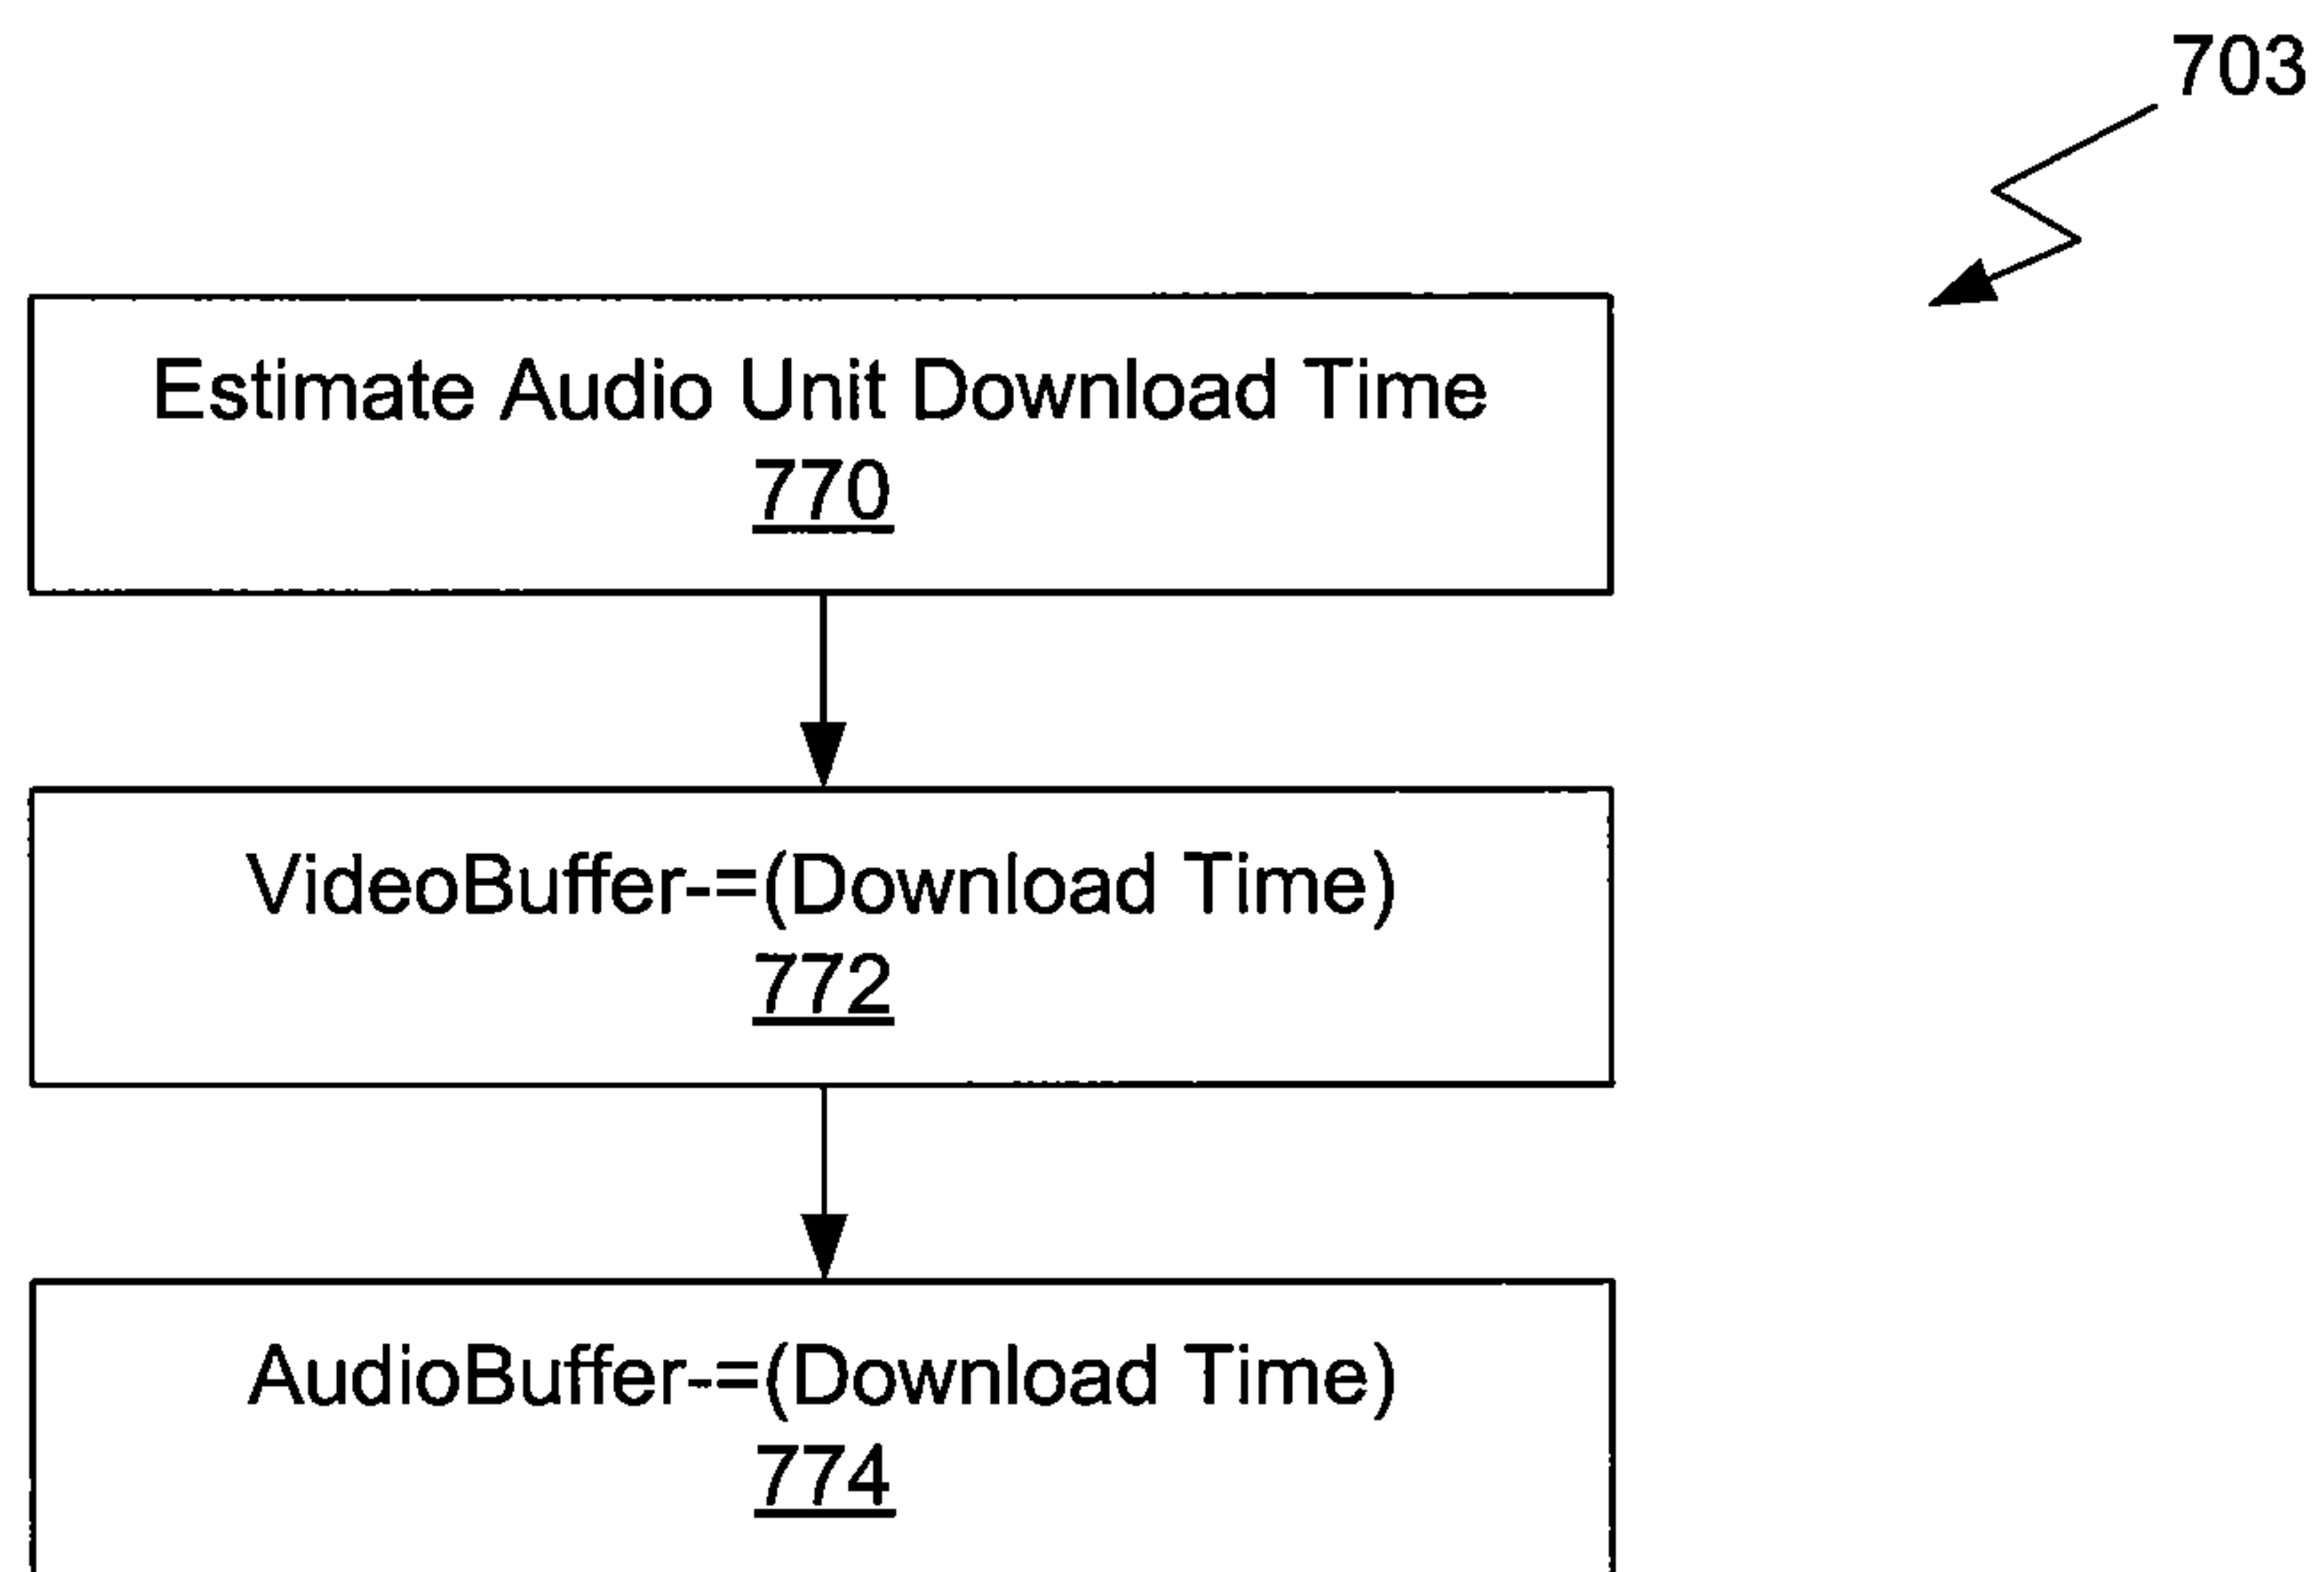 703
Estimate Audio Unit Download Time
770
VideoBuffer-=(Download Time)
772
AudioBuffer-=(Download Time)
774